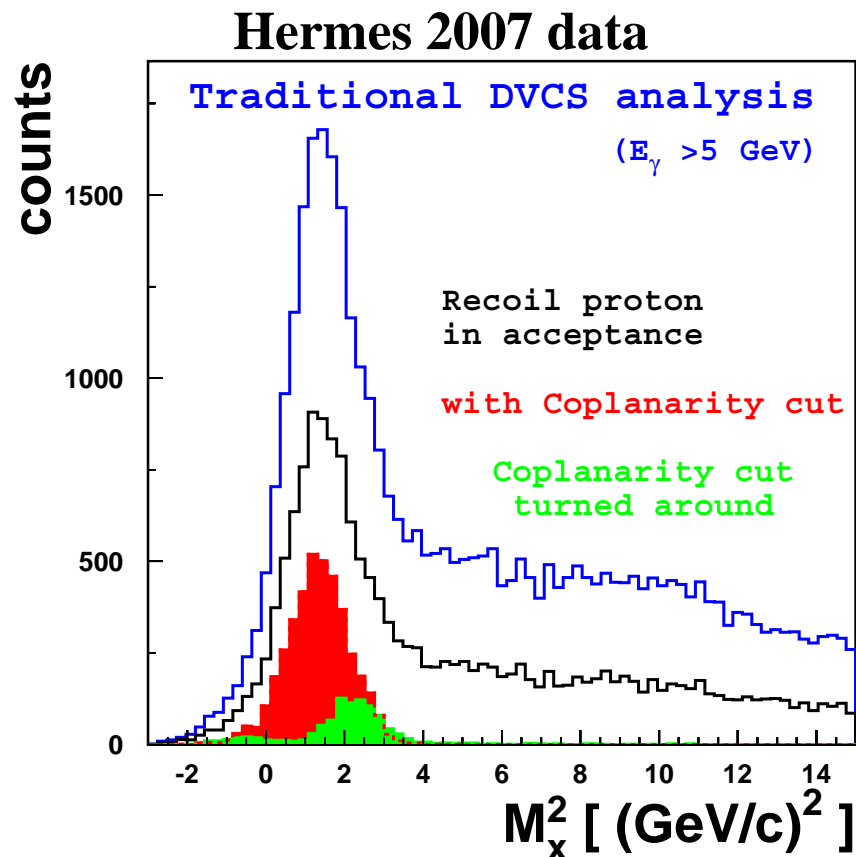 Hermes 2007 data
counts
Traditional DVCS analysis
(Eγ >5 GeV)
1500
Recoil proton
in acceptance
1000
with Coplanarity cut
Coplanarity cut
turned around
500
0
-2 0 2 4 6 8 10 12 14
Mx2 [ (GeV/c)2 ]